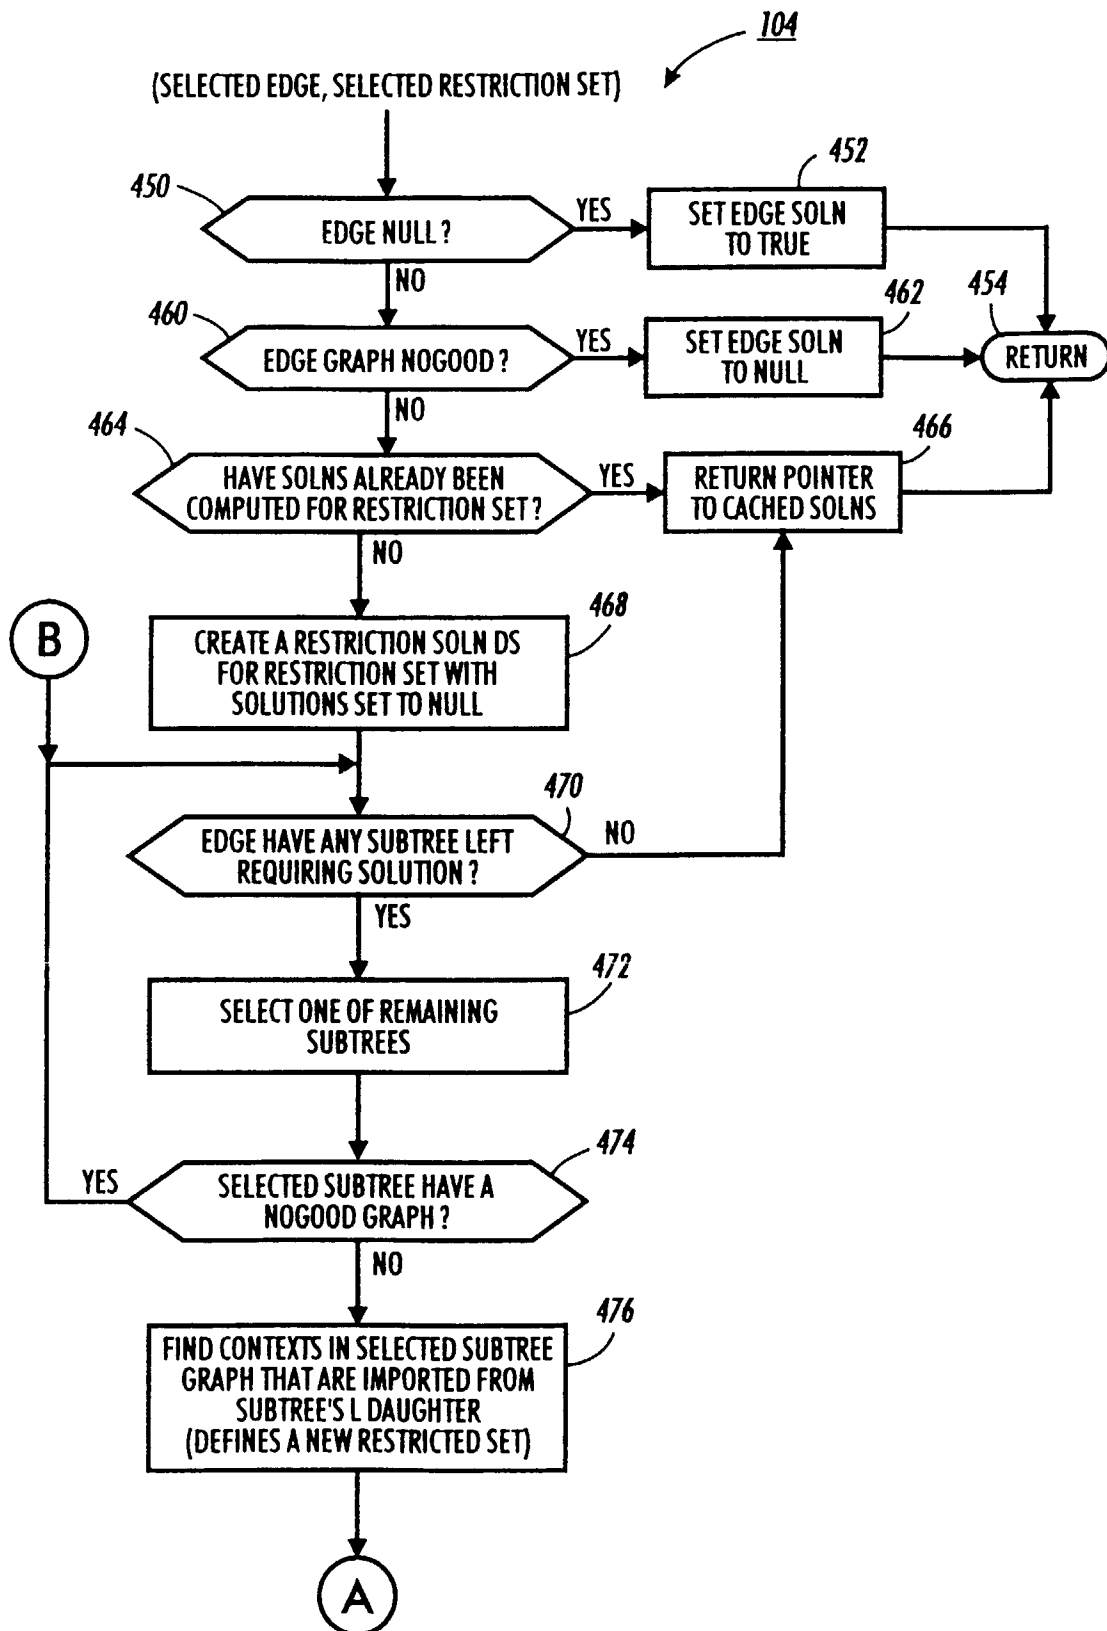 104
(SELECTED EDGE, SELECTED RESTRICTION SET)
450
EDGE NULL?
YES
452
SET EDGE SOLN
TO TRUE
NO
460
EDGE GRAPH NOGOOD?
YES
462
SET EDGE SOLN
TO NULL
454
RETURN
NO
464
HAVE SOLNS ALREADY BEEN
COMPUTED FOR RESTRICTION SET?
YES
466
RETURN POINTER
TO CACHED SOLNS
NO
B
468
CREATE A RESTRICTION SOLN DS
FOR RESTRICTION SET WITH
SOLUTIONS SET TO NULL
470
EDGE HAVE ANY SUBTREE LEFT
REQUIRING SOLUTION?
NO
YES
472
SELECT ONE OF REMAINING
SUBTREES
474
YES
SELECTED SUBTREE HAVE A
NOGOOD GRAPH?
NO
476
FIND CONTEXTS IN SELECTED SUBTREE
GRAPH THAT ARE IMPORTED FROM
SUBTREE'S L DAUGHTER
(DEFINES A NEW RESTRICTED SET)
A